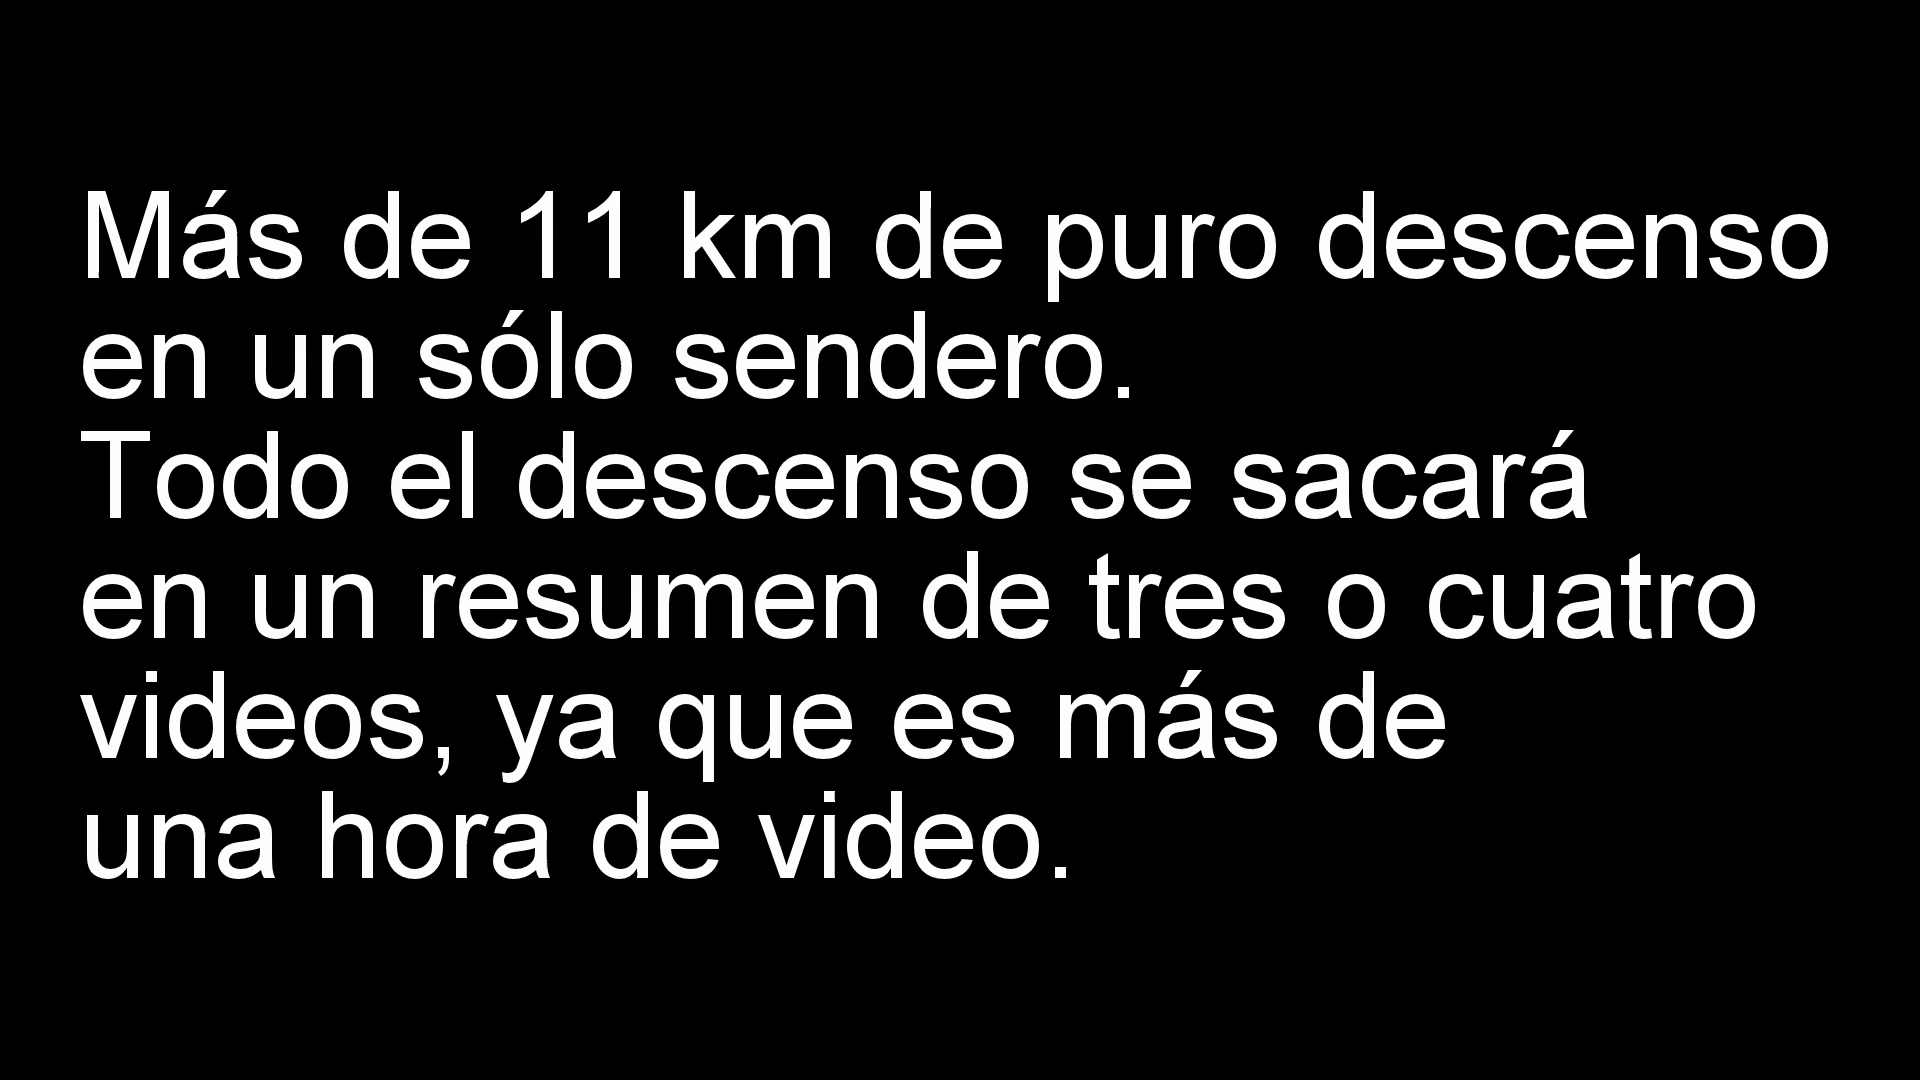 Más de 11 km de puro descenso
en un sólo sendero.
Todo el descenso se sacará
en un resumen de tres o cuatro
videos, ya que es más de
una hora de video.